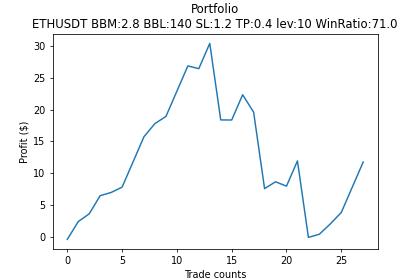 Portfolio
ETHUSDT BBM:2.8 BBL:140 SL:1.2 TP:0.4 lev:10 WinRatio:71.0
30
25
20
15
10
5
0
Profit ($)
0 5 10 15 20 25
Trade counts